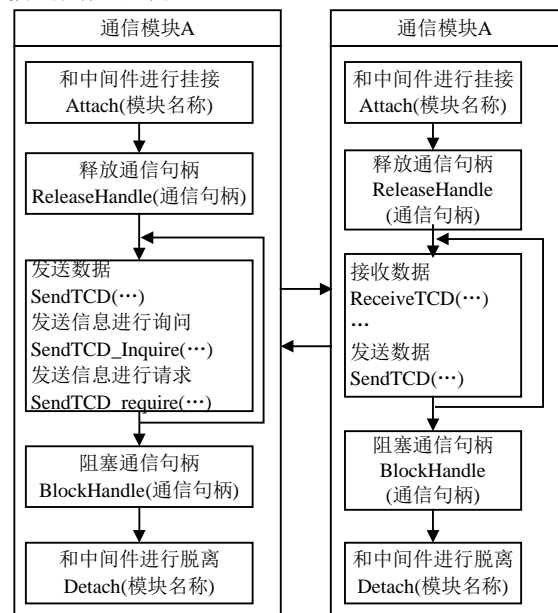 通信模块A
和中间件进行挂接
Attach(模块名称)
释放通信句柄
ReleaseHandle(通信句柄)
发送数据
SendTCD(…)
发送信息进行询问
SendTCD_Inquire(…)
发送信息进行请求
SendTCD_require(…)
阻塞通信句柄
BlockHandle(通信句柄)
和中间件进行脱离
Detach(模块名称)
通信模块A
和中间件进行挂接
Attach(模块名称)
释放通信句柄
ReleaseHandle
(通信句柄)
接收数据
ReceiveTCD(…)
…
发送数据
SendTCD(…)
阻塞通信句柄
BlockHandle
(通信句柄)
和中间件进行脱离
Detach(模块名称)